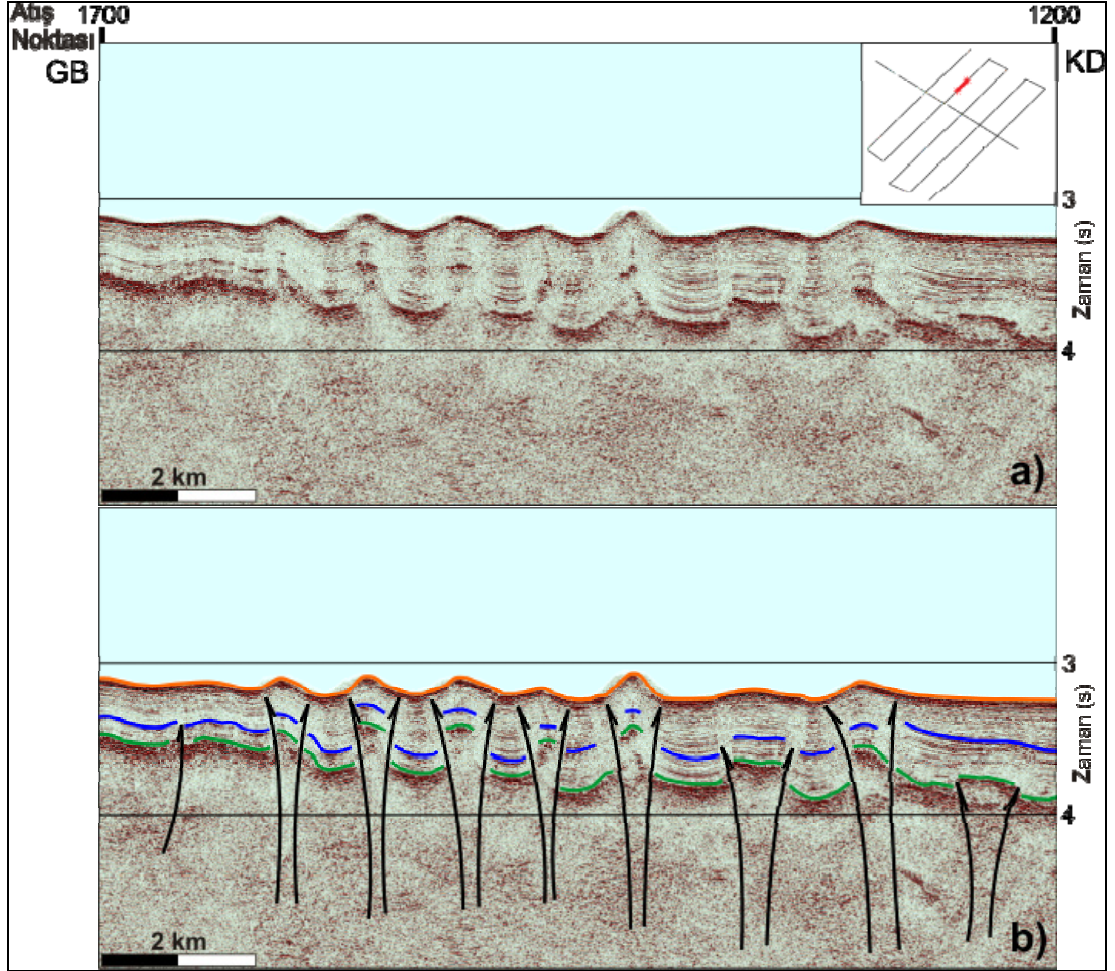 Atış 1700 1200
Noktası
GB KD
3
Zaman (s)
4
2 km
a)
3
Zaman (s)
4
2 km
b)